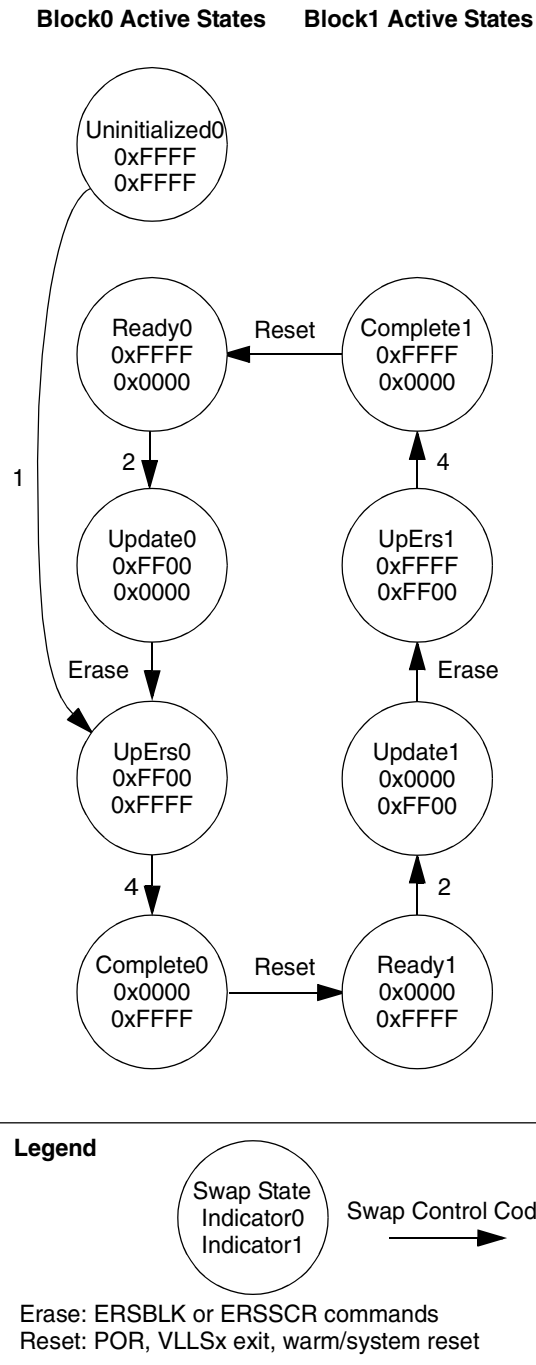 Block0 Active States
Block1 Active States
Uninitialized0
0xFFFF
0xFFFF
Ready0
0xFFFF
0x0000
Reset
Complete1
0xFFFF
0x0000
1
2
4
Update0
0xFF00
0x0000
UpErs1
0xFFFF
0xFF00
Erase
Erase
UpErs0
0xFF00
0xFFFF
Update1
0x0000
0xFF00
4
2
Complete0
0x0000
0xFFFF
Reset
Ready1
0x0000
0xFFFF
Legend
Swap State
Indicator0
Indicator1
Swap Control Cod
Erase: ERSBLK or ERSSCR commands
Reset: POR, VLLSx exit, warm/system reset